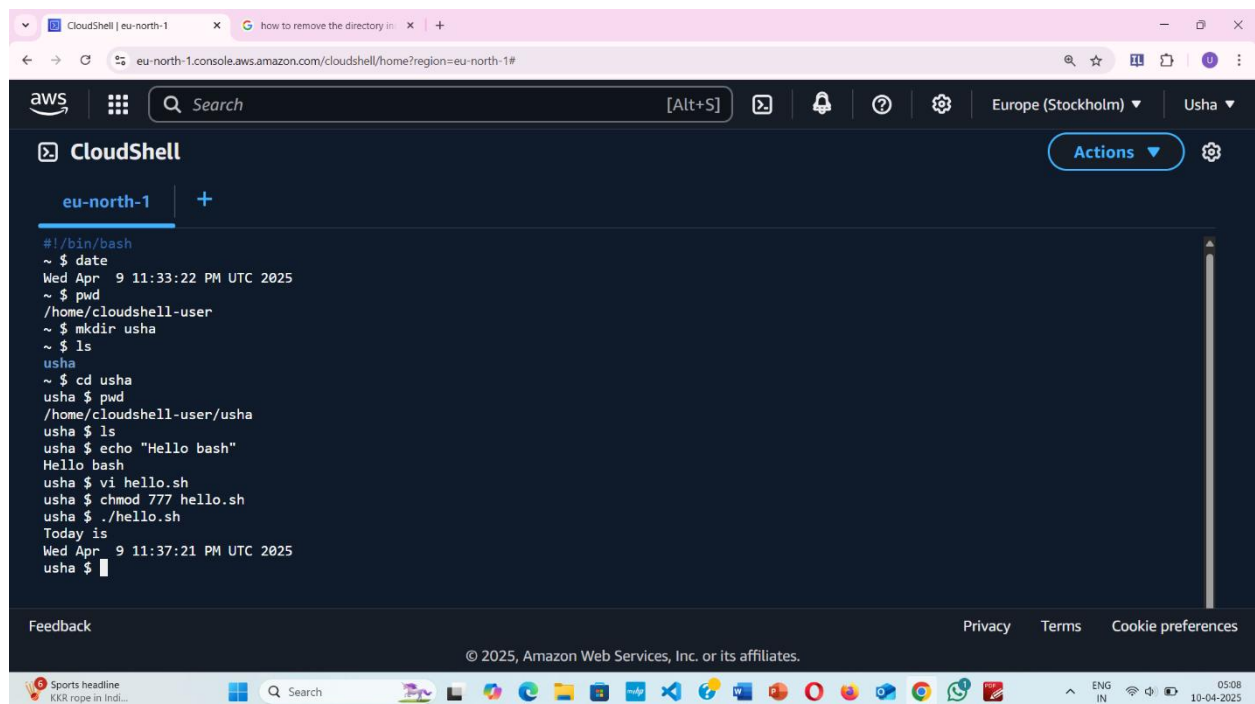 CloudShell | eu-north-1
how to remove the directory in
eu-north-1.console.aws.amazon.com/cloudshell/home?region=eu-north-1#
U
aws
Search
[Alt+S]
Europe (Stockholm)
Usha
CloudShell
Actions
eu-north-1
+
#!/bin/bash
~ $ date
Wed Apr  9 11:33:22 PM UTC 2025
~ $ pwd
/home/cloudshell-user
~ $ mkdir usha
~ $ ls
usha
~ $ cd usha
usha $ pwd
/home/cloudshell-user/usha
usha $ ls
usha $ echo "Hello bash"
Hello bash
usha $ vi hello.sh
usha $ chmod 777 hello.sh
usha $ ./hello.sh
Today is
Wed Apr  9 11:37:21 PM UTC 2025
usha $
Feedback
Privacy
Terms
Cookie preferences
© 2025, Amazon Web Services, Inc. or its affiliates.
6
Sports headline
KKR rope in Indi...
Search
ENG
IN
05:08
10-04-2025